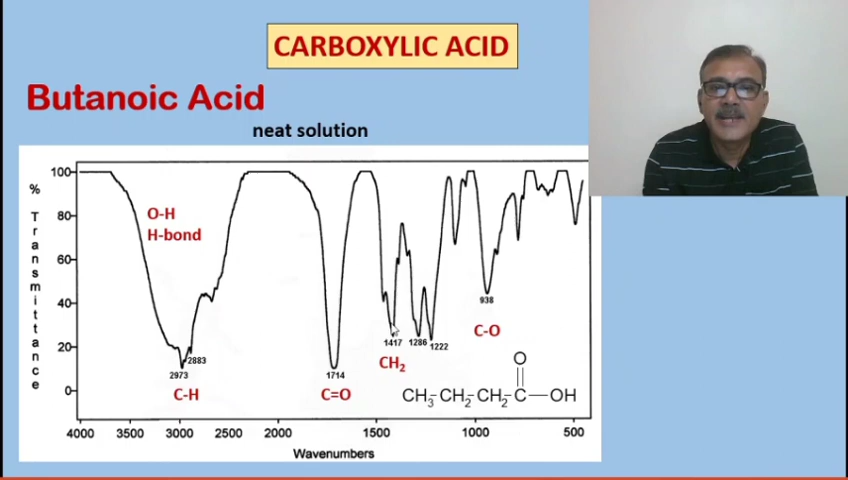 CARBOXYLIC ACID
Butanoic Acid
neat solution
% Transmittance
100
80
60
40
20
0
O-H
H-bond
2883
2973
C-H
1714
C=O
1417
CH2
1286
1222
938
C-O
O
CH3-CH2-CH2-C-OH
4000 3500 3000 2500 2000 1500 1000 500
Wavenumbers